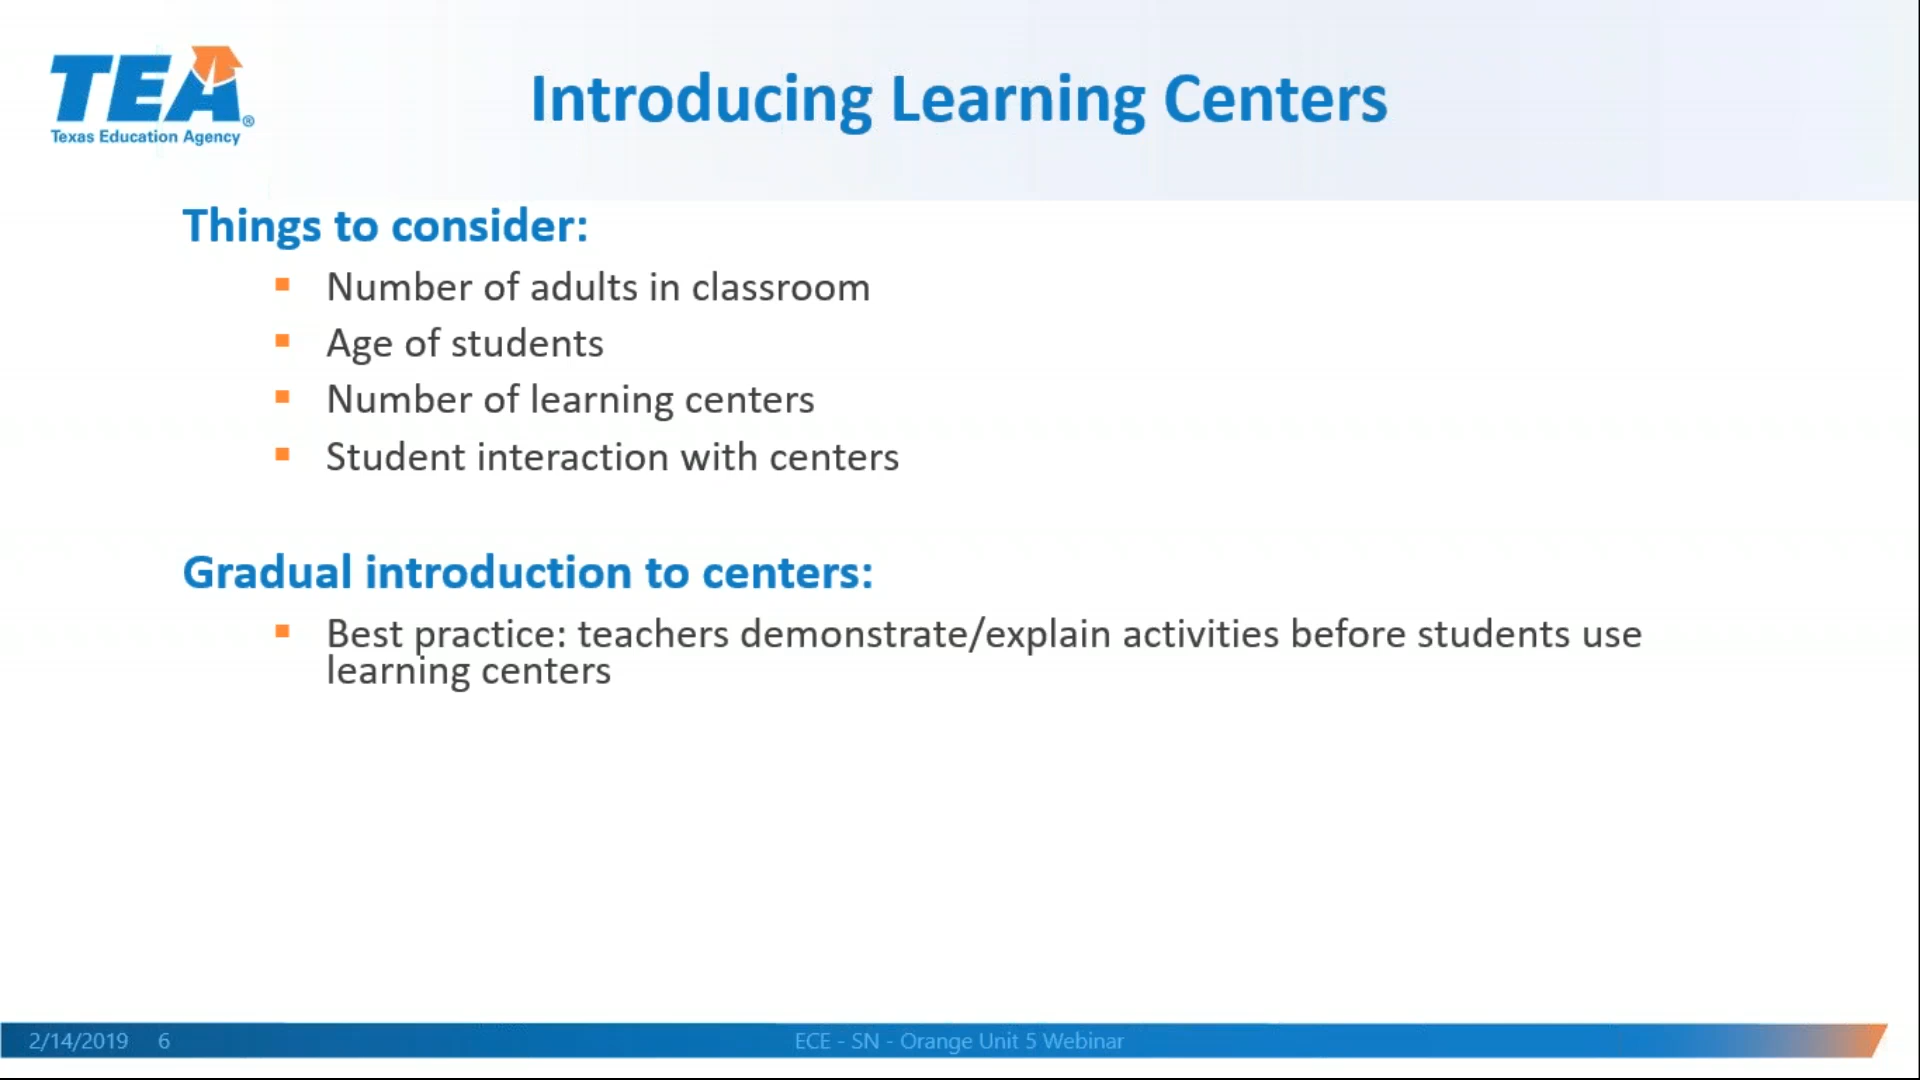 TEA®
Texas Education Agency
Introducing Learning Centers
Things to consider:
Number of adults in classroom
Age of students
Number of learning centers
Student interaction with centers
Gradual introduction to centers:
Best practice: teachers demonstrate/explain activities before students use
learning centers
2/14/2019 6 ECE - SN - Orange Unit 5 Webinar